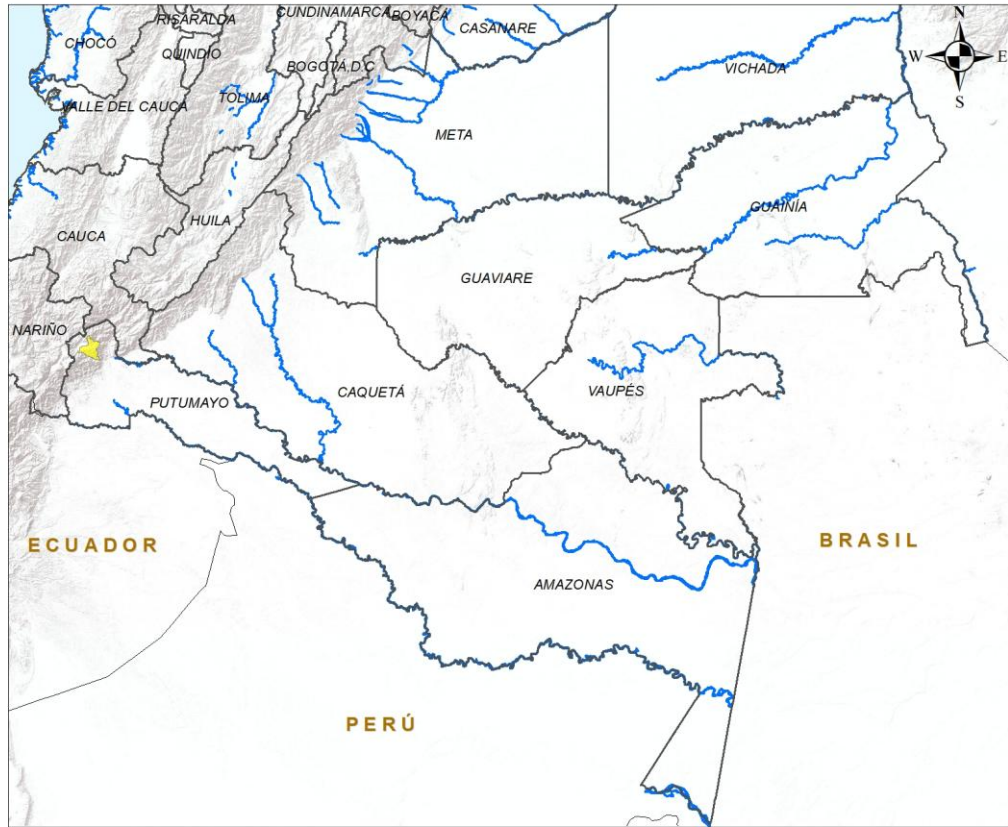 RISARALDA
CUNDINAMARCA
BOYACÁ
CASANARE
N
CHOCÓ
QUINDÍO
BOGOTÁ D.C
W
E
VICHADA
S
VALLE DEL CAUCA
TOLIMA
META
GUAINÍA
HUILA
CAUCA
GUAVIARE
NARIÑO
CAQUETÁ
VAUPÉS
PUTUMAYO
ECUADOR
BRASIL
AMAZONAS
PERÚ